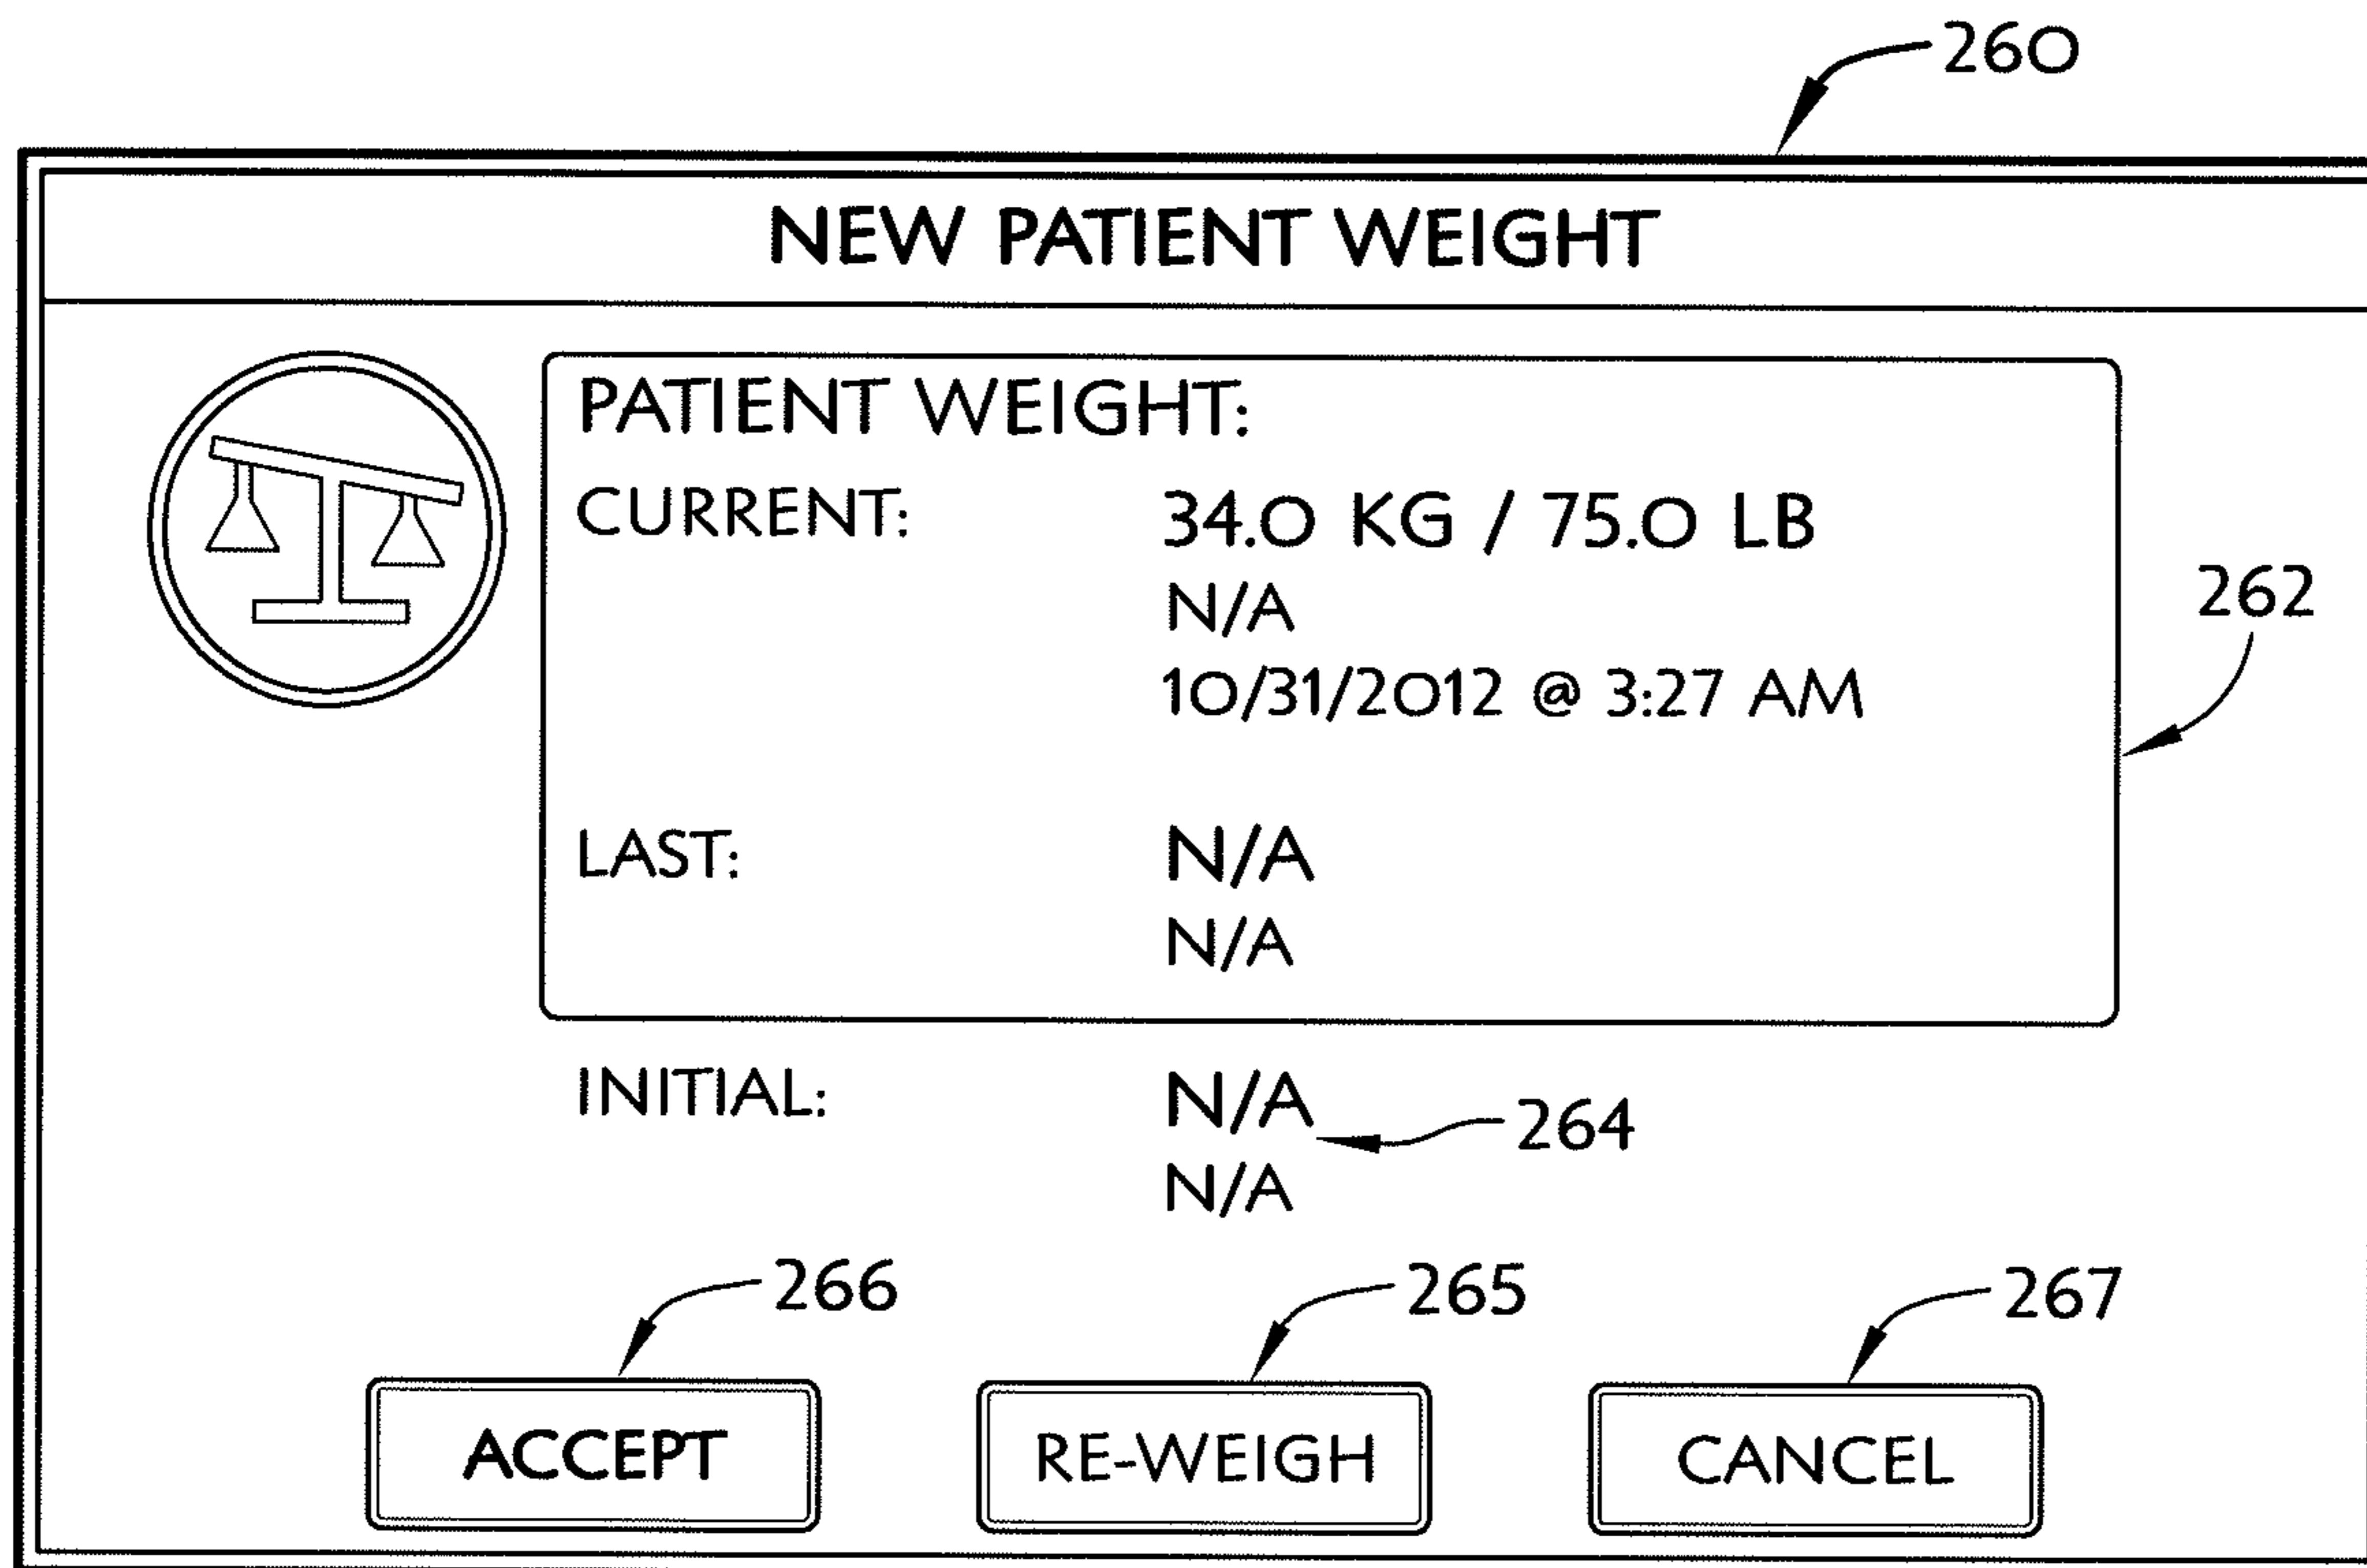 260
NEW PATIENT WEIGHT
PATIENT WEIGHT:
CURRENT: 34.0 KG / 75.0 LB
N/A
262
10/31/2012 @ 3:27 AM
LAST: N/A
N/A
INITIAL: N/A
264
N/A
266 265 267
ACCEPT RE-WEIGH CANCEL